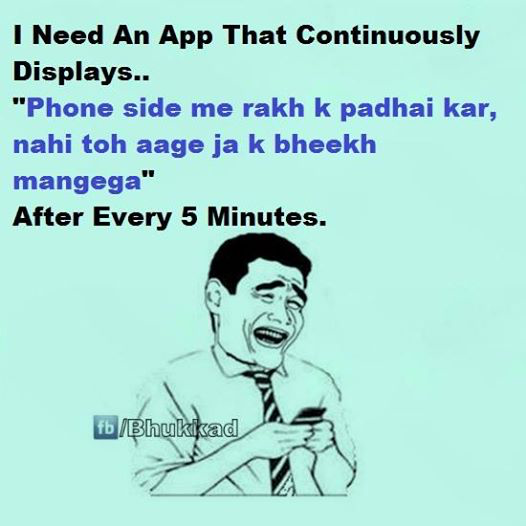 I Need An App That Continuously
Displays..
"Phone side me rakh k padhai kar,
nahi toh aage ja k bheekh
mangega"
After Every 5 Minutes.
fb/Bhukkad